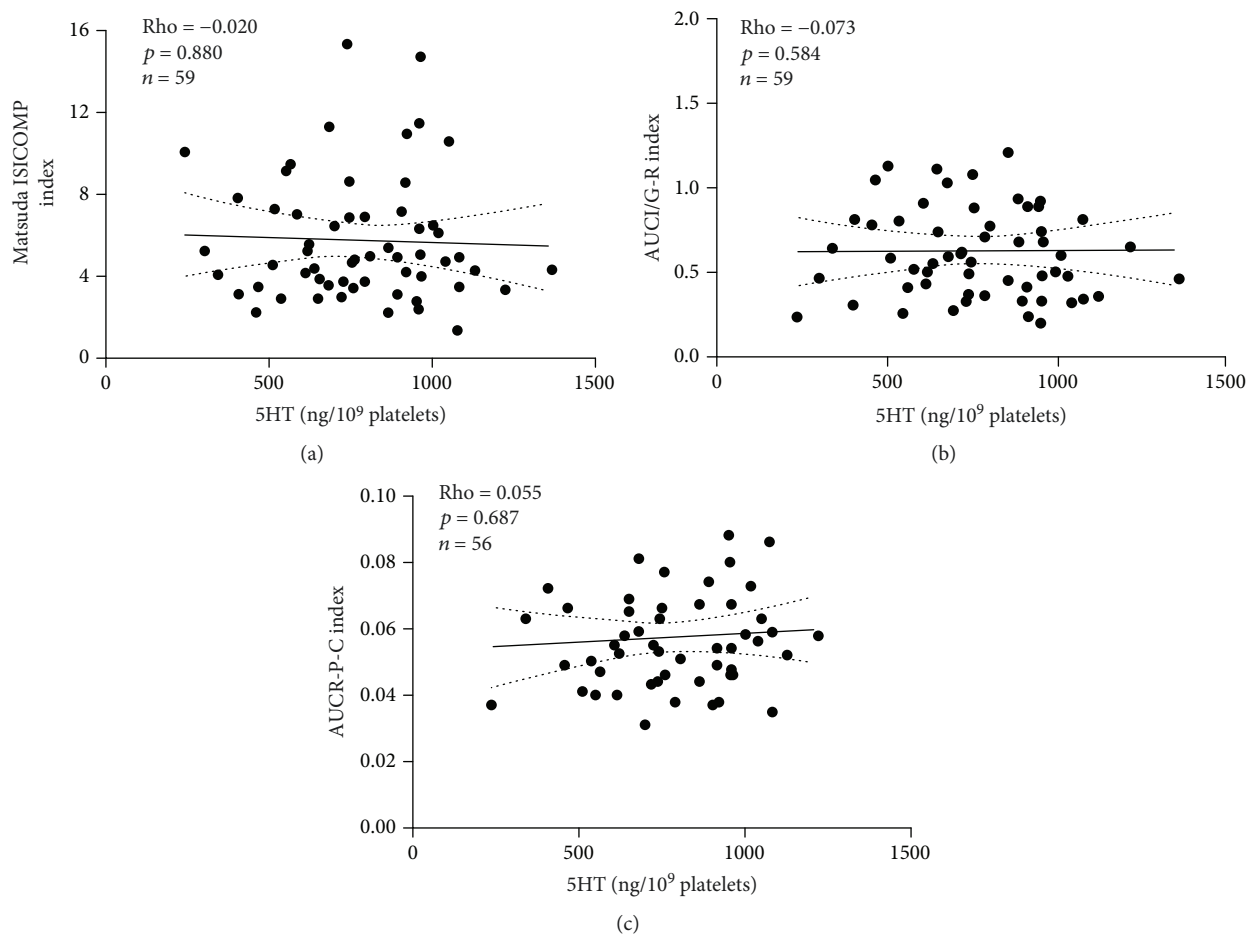 Rho = −0.020
p = 0.880
n = 59
16
12
8
4
0
Matsuda ISICOMP
index
0
500
1000
1500
5HT (ng/10⁹ platelets)
(a)
Rho = −0.073
p = 0.584
n = 59
2.0
1.5
1.0
0.5
0.0
AUCI/G-R index
0
500
1000
1500
5HT (ng/10⁹ platelets)
(b)
Rho = 0.055
p = 0.687
n = 56
0.10
0.08
0.06
0.04
0.02
0.00
AUCR-P-C index
0
500
1000
1500
5HT (ng/10⁹ platelets)
(c)